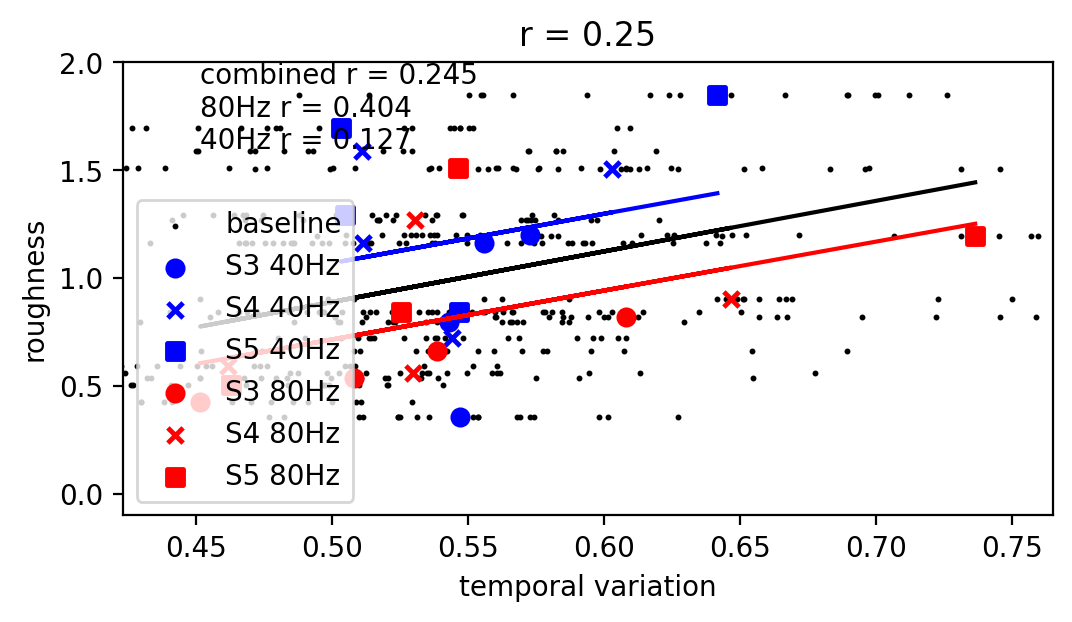 r = 0.25
combined r = 0.245
80Hz r = 0.404
40Hz r = 0.127
2.0
1.5
1.0
0.5
0.0
roughness
baseline
S3 40Hz
S4 40Hz
S5 40Hz
S3 80Hz
S4 80Hz
S5 80Hz
0.45 0.50 0.55 0.60 0.65 0.70 0.75
temporal variation